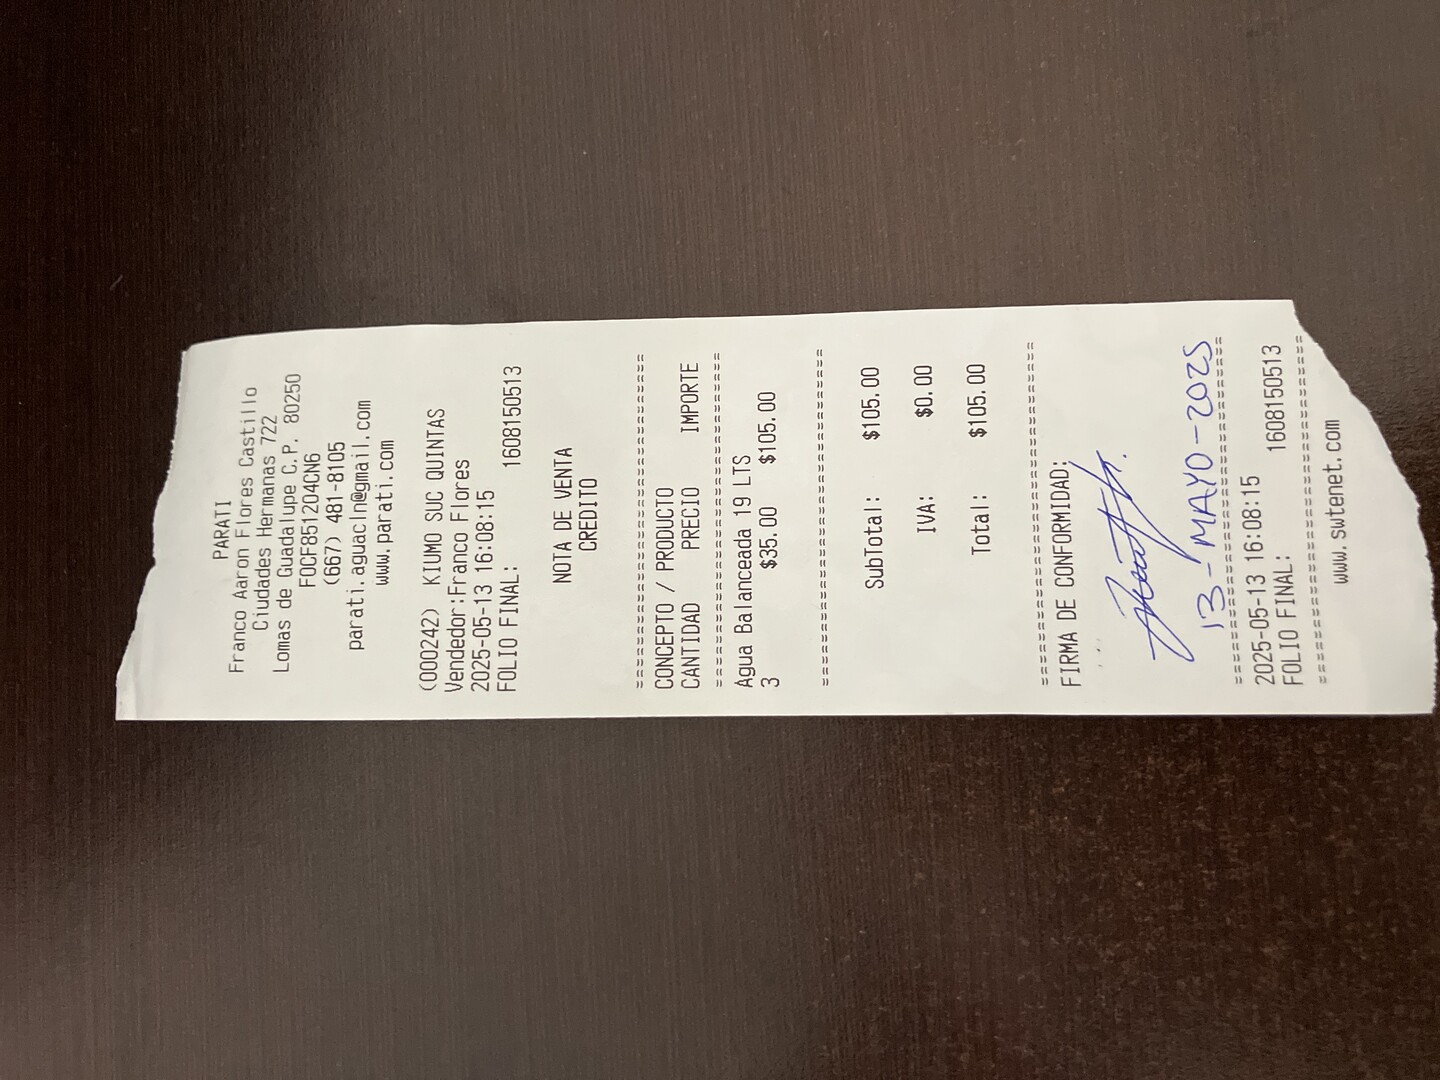 PARATI
Franco Aaron Flores Castillo
Ciudades Hermanas 722
Lomas de Guadalupe C.P. 80250
FOCF851204CN6
(667) 481-8105
parati.aguacln@gmail.com
www.parati.com
(000242) KIUMO SUC QUINTAS
Vendedor:Franco Flores
2025-05-13 16:08:15
FOLIO FINAL: 1608150513
NOTA DE VENTA
CREDITO
================================
CONCEPTO / PRODUCTO
CANTIDAD PRECIO IMPORTE
================================
Agua Balanceada 19 LTS
3 $35.00 $105.00
================================
SubTotal: $105.00
IVA: $0.00
Total: $105.00
================================
FIRMA DE CONFORMIDAD:
13-MAYO-2025
================================
2025-05-13 16:08:15
FOLIO FINAL: 1608150513
================================
www.swtenet.com